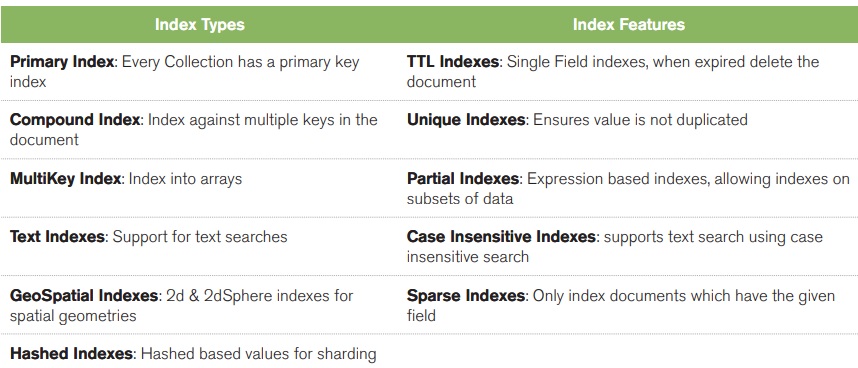 Index Types
Index Features
Primary Index: Every Collection has a primary key
index
TTL Indexes: Single Field indexes, when expired delete the
document
Compound Index: Index against multiple keys in the
document
Unique Indexes: Ensures value is not duplicated
MultiKey Index: Index into arrays
Partial Indexes: Expression based indexes, allowing indexes on
subsets of data
Text Indexes: Support for text searches
Case Insensitive Indexes: supports text search using case
insensitive search
GeoSpatial Indexes: 2d & 2dSphere indexes for
spatial geometries
Sparse Indexes: Only index documents which have the given
field
Hashed Indexes: Hashed based values for sharding